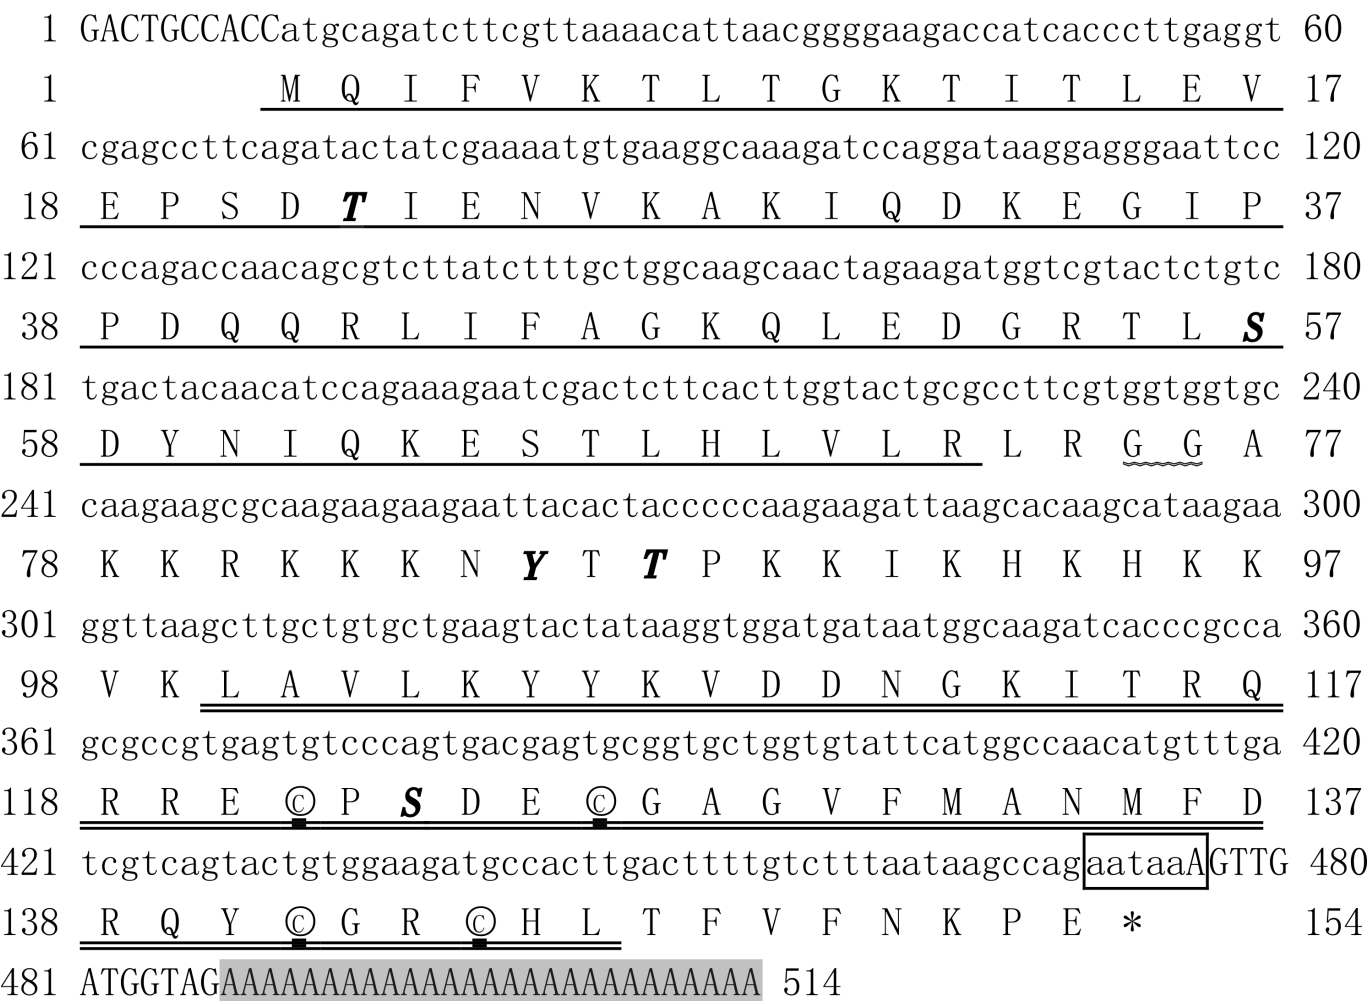 1 GACTGCCACCatgcagatcttcgttaaaacattaacggggaagaccatcacccttgaggt 60
1 M Q I F V K T L T G K T I T L E V 17
61 cgagccttcagatactatcgaaaatgtgaaggcaaagatccaggataaggagggaattcc 120
18 E P S D T I E N V K A K I Q D K E G I P 37
121 cccagaccaacagcgtcttatctttgctggcaagcaactagaagatggtcgtactctgtc 180
38 P D Q Q R L I F A G K Q L E D G R T L S 57
181 tgactacaacatccagaaagaatcgactcttcacttggtactgcgccttcgtggtggtgc 240
58 D Y N I Q K E S T L H L V L R L R G G A 77
241 caagaagcgcaagaagaagaattacactacccccaagaagattaagcacaagcataagaa 300
78 K K R K K K N Y T T P K K I K H K H K K 97
301 ggttaagcttgctgtgctgaagtactataaggtggatgataatggcaagatcacccgcca 360
98 V K L A V L K Y Y K V D D N G K I T R Q 117
361 gcgccgtgagtgtcccagtgacgagtgcggtgctggtgtattcatggccaacatgtttga 420
118 R R E Ⓒ P S D E Ⓒ G A G V F M A N M F D 137
421 tcgtcagtactgtggaagatgccacttgacttttgtctttaataagccagaataaAGTTG 480
138 R Q Y Ⓒ G R Ⓒ H L T F V F N K P E * 154
481 ATGGTAGAAAAAAAAAAAAAAAAAAAAAAAAAAA 514